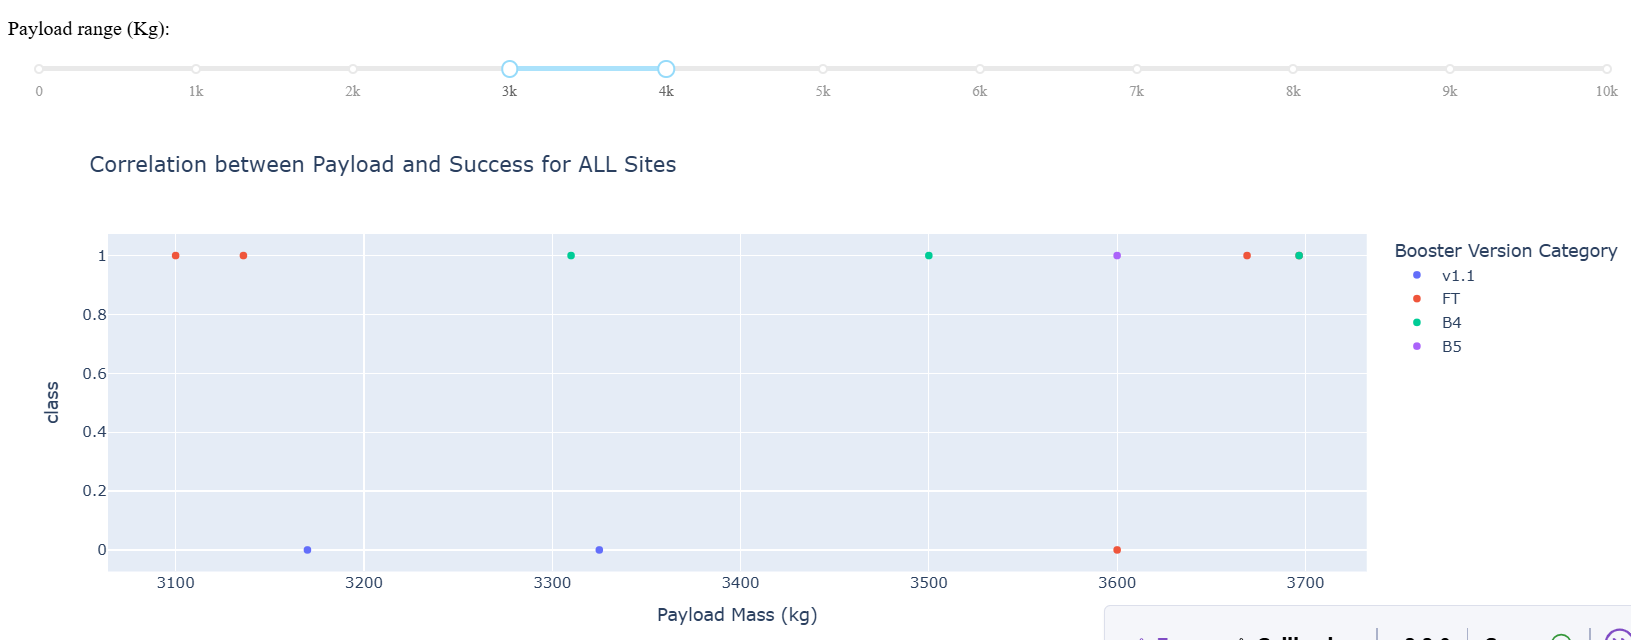 Payload range (Kg):
0 1k 2k 3k 4k 5k 6k 7k 8k 9k 10k
Correlation between Payload and Success for ALL Sites
Booster Version Category
v1.1
FT
B4
B5
1
0.8
0.6
0.4
0.2
0
class
3100 3200 3300 3400 3500 3600 3700
Payload Mass (kg)